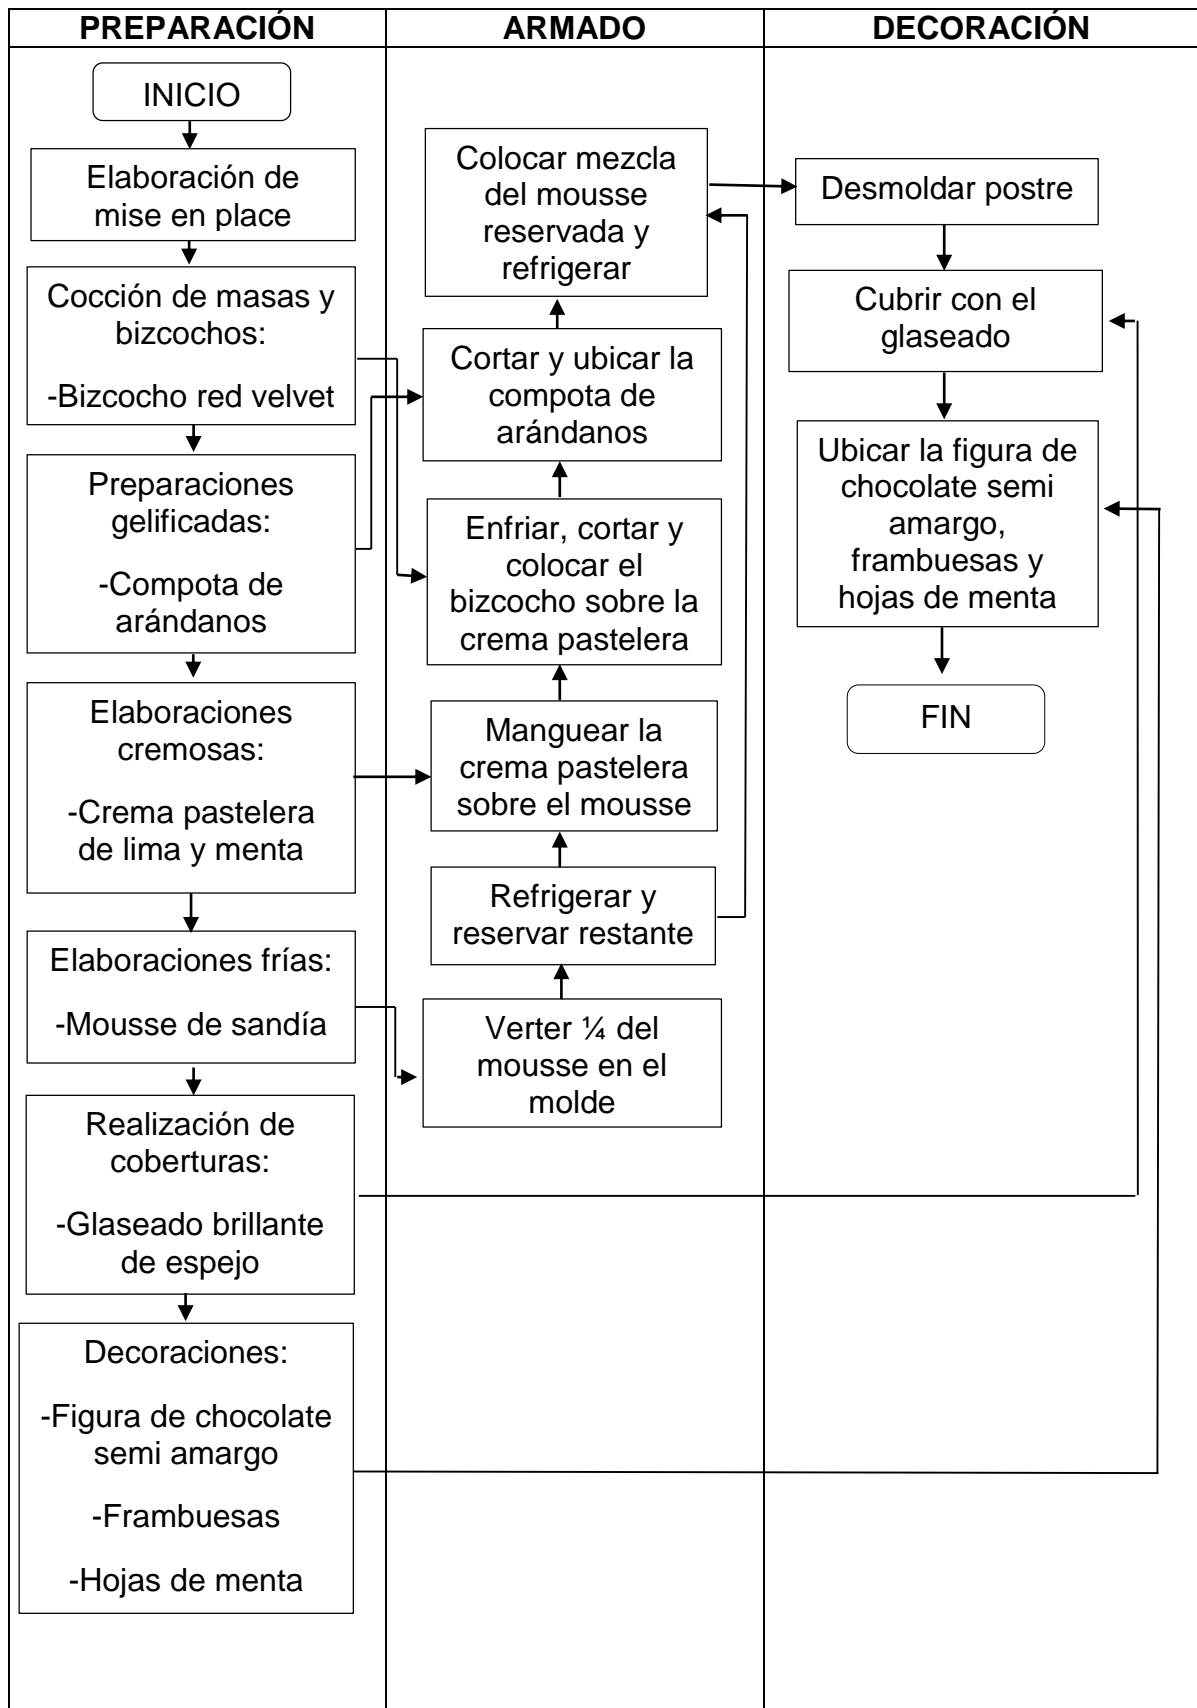 PREPARACIÓN
ARMADO
DECORACIÓN
INICIO
Elaboración de
mise en place
Cocción de masas y
bizcochos:
-Bizcocho red velvet
Preparaciones
gelificadas:
-Compota de
arándanos
Elaboraciones
cremosas:
-Crema pastelera
de lima y menta
Elaboraciones frías:
-Mousse de sandía
Realización de
coberturas:
-Glaseado brillante
de espejo
Decoraciones:
-Figura de chocolate
semi amargo
-Frambuesas
-Hojas de menta
Colocar mezcla
del mousse
reservada y
refrigerar
Cortar y ubicar la
compota de
arándanos
Enfriar, cortar y
colocar el
bizcocho sobre la
crema pastelera
Manguear la
crema pastelera
sobre el mousse
Refrigerar y
reservar restante
Verter ¼ del
mousse en el
molde
Desmoldar postre
Cubrir con el
glaseado
Ubicar la figura de
chocolate semi
amargo,
frambuesas y
hojas de menta
FIN